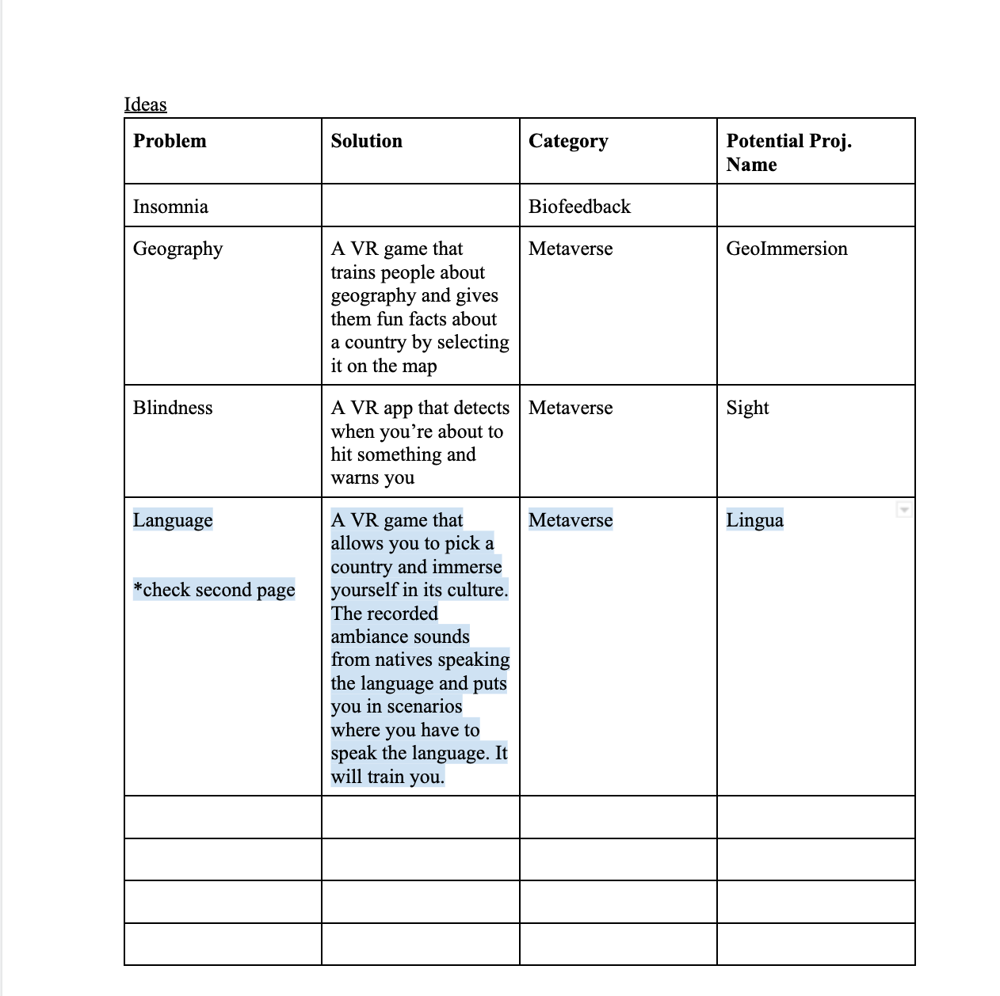 Ideas
Problem
Solution
Category
Potential Proj.
Name
Insomnia
Biofeedback
Geography
A VR game that
trains people about
geography and gives
them fun facts about
a country by selecting
it on the map
Metaverse
GeoImmersion
Blindness
A VR app that detects
when you’re about to
hit something and
warns you
Metaverse
Sight
Language
*check second page
A VR game that
allows you to pick a
country and immerse
yourself in its culture.
The recorded
ambiance sounds
from natives speaking
the language and puts
you in scenarios
where you have to
speak the language. It
will train you.
Metaverse
Lingua